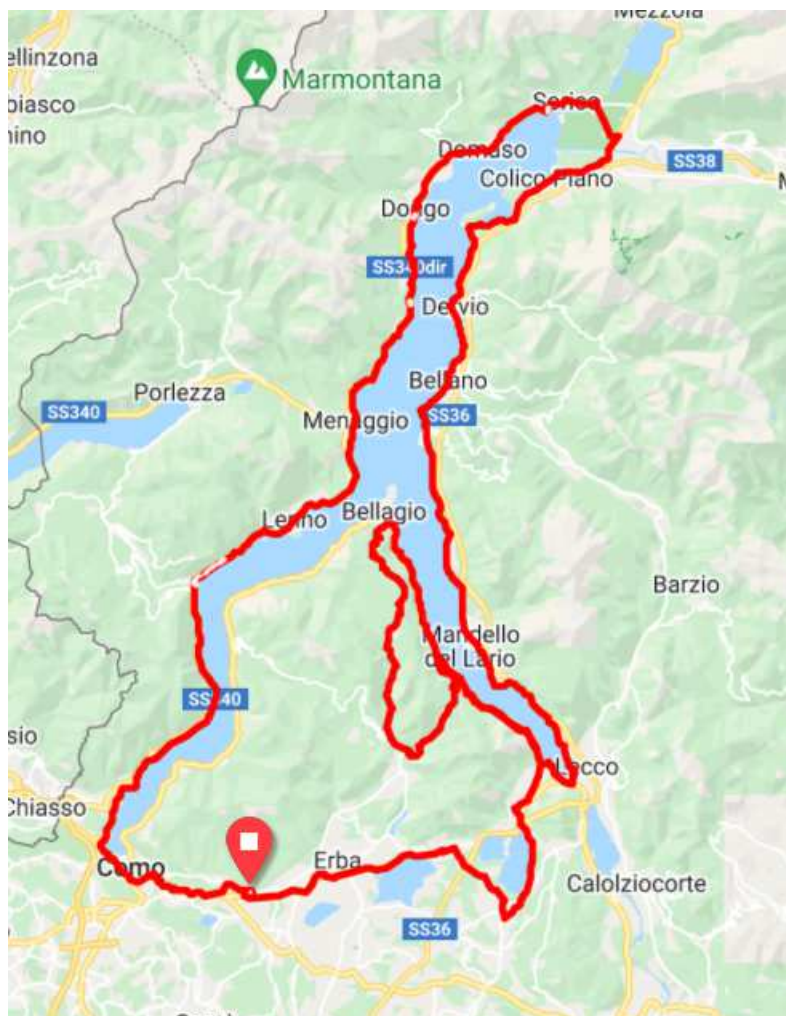 Mezzola
ellinzona
Marmontana
biasco
nino
Sorico
Domaso
SS38
Colico Piano
Dongo
SS340dir
Dervio
Porlezza
Bellano
SS340
Menaggio
SS36
Lenno
Bellagio
Barzio
Mandello
del Lario
SS340
sio
Lecco
Chiasso
Erba
Como
Calolziocorte
SS36